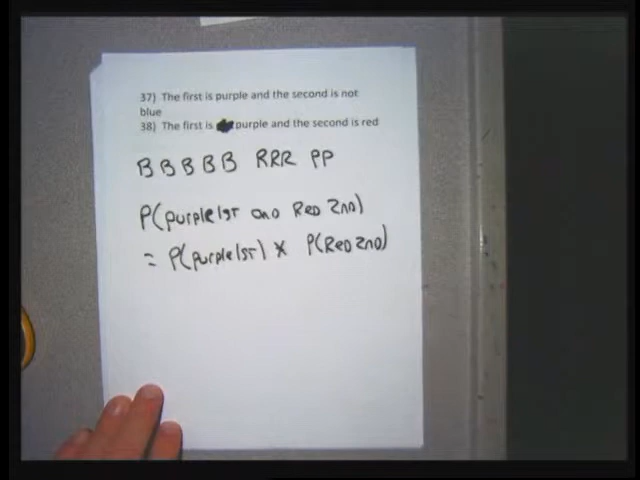 37) The first is purple and the second is not
blue
38) The first is purple and the second is red
B B B B B RRR PP
P(purple 1st and Red 2nd)
= P(purple 1st) × P(Red 2nd)